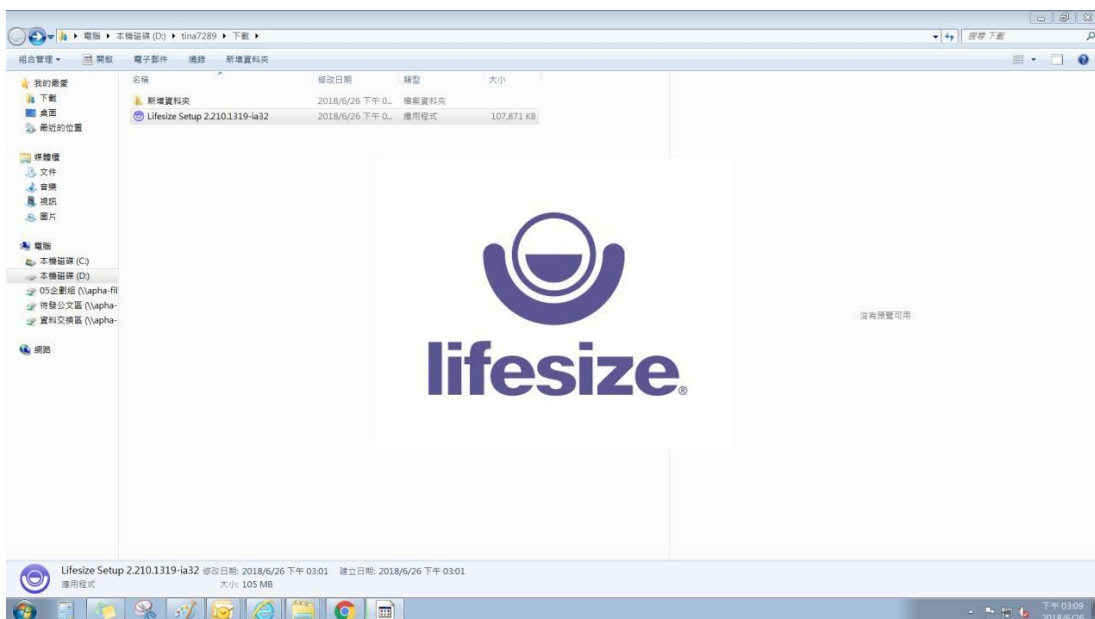 電腦 ▸ 本機磁碟 (D:) ▸ tina7289 ▸ 下載 ▸
搜尋 下載
組合管理 ▾ 開啟 電子郵件 燒錄 新增資料夾
我的最愛
下載
桌面
最近的位置
媒體櫃
文件
音樂
視訊
圖片
電腦
本機磁碟 (C:)
本機磁碟 (D:)
05企劃組 (\\apha-fil
待發公文區 (\\apha-
資料交換區 (\\apha-
網路
名稱 修改日期 類型 大小
新增資料夾 2018/6/26 下午 0... 檔案資料夾
Lifesize Setup 2.210.1319-ia32 2018/6/26 下午 0... 應用程式 107,871 KB
lifesize®
沒有預覽可用
Lifesize Setup 2.210.1319-ia32 修改日期: 2018/6/26 下午 03:01 建立日期: 2018/6/26 下午 03:01
應用程式 大小: 105 MB
下午 03:09
2018/6/26